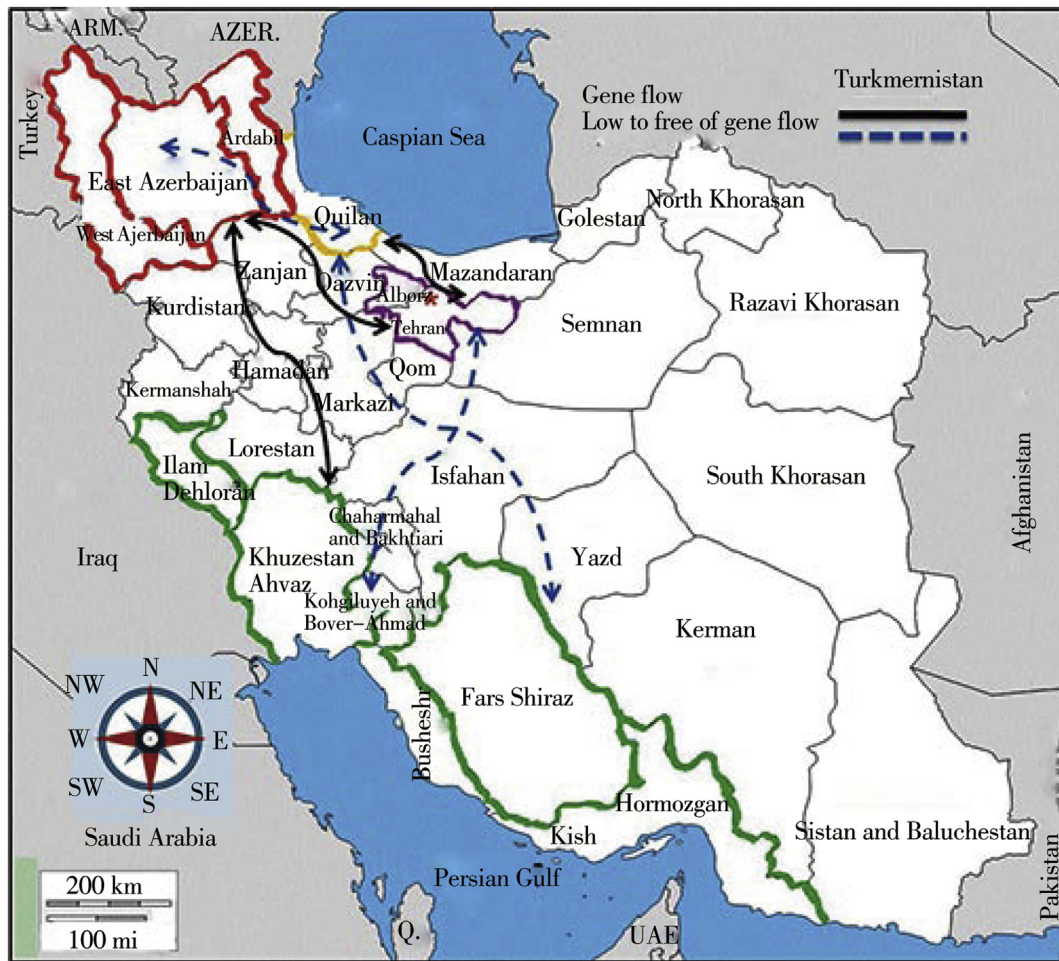 ARM.
AZER.
Turkey
Turkmernistan
Gene flow
Low to free of gene flow
Caspian Sea
Ardabil
East Azerbaijan
West Ajerbaijan
Quilan
Golestan
North Khorasan
Zanjan
Qazvin
Mazandaran
Alborz
Razavi Khorasan
Kurdistan
Tehran
Semnan
Hamadan
Qom
Kermanshah
Markazi
Lorestan
Ilam
Dehloran
Isfahan
South Khorasan
Afghanistan
Chaharmahal
and Bakhtiari
Iraq
Khuzestan
Ahvaz
Yazd
Kohgiluyeh and
Bover-Ahmad
Kerman
N
NW
NE
W
E
SW
SE
S
Fars Shiraz
Busheshr
Hormozgan
Saudi Arabia
Kish
Sistan and Baluchestan
Pakistan
Persian Gulf
200 km
100 mi
Q.
UAE